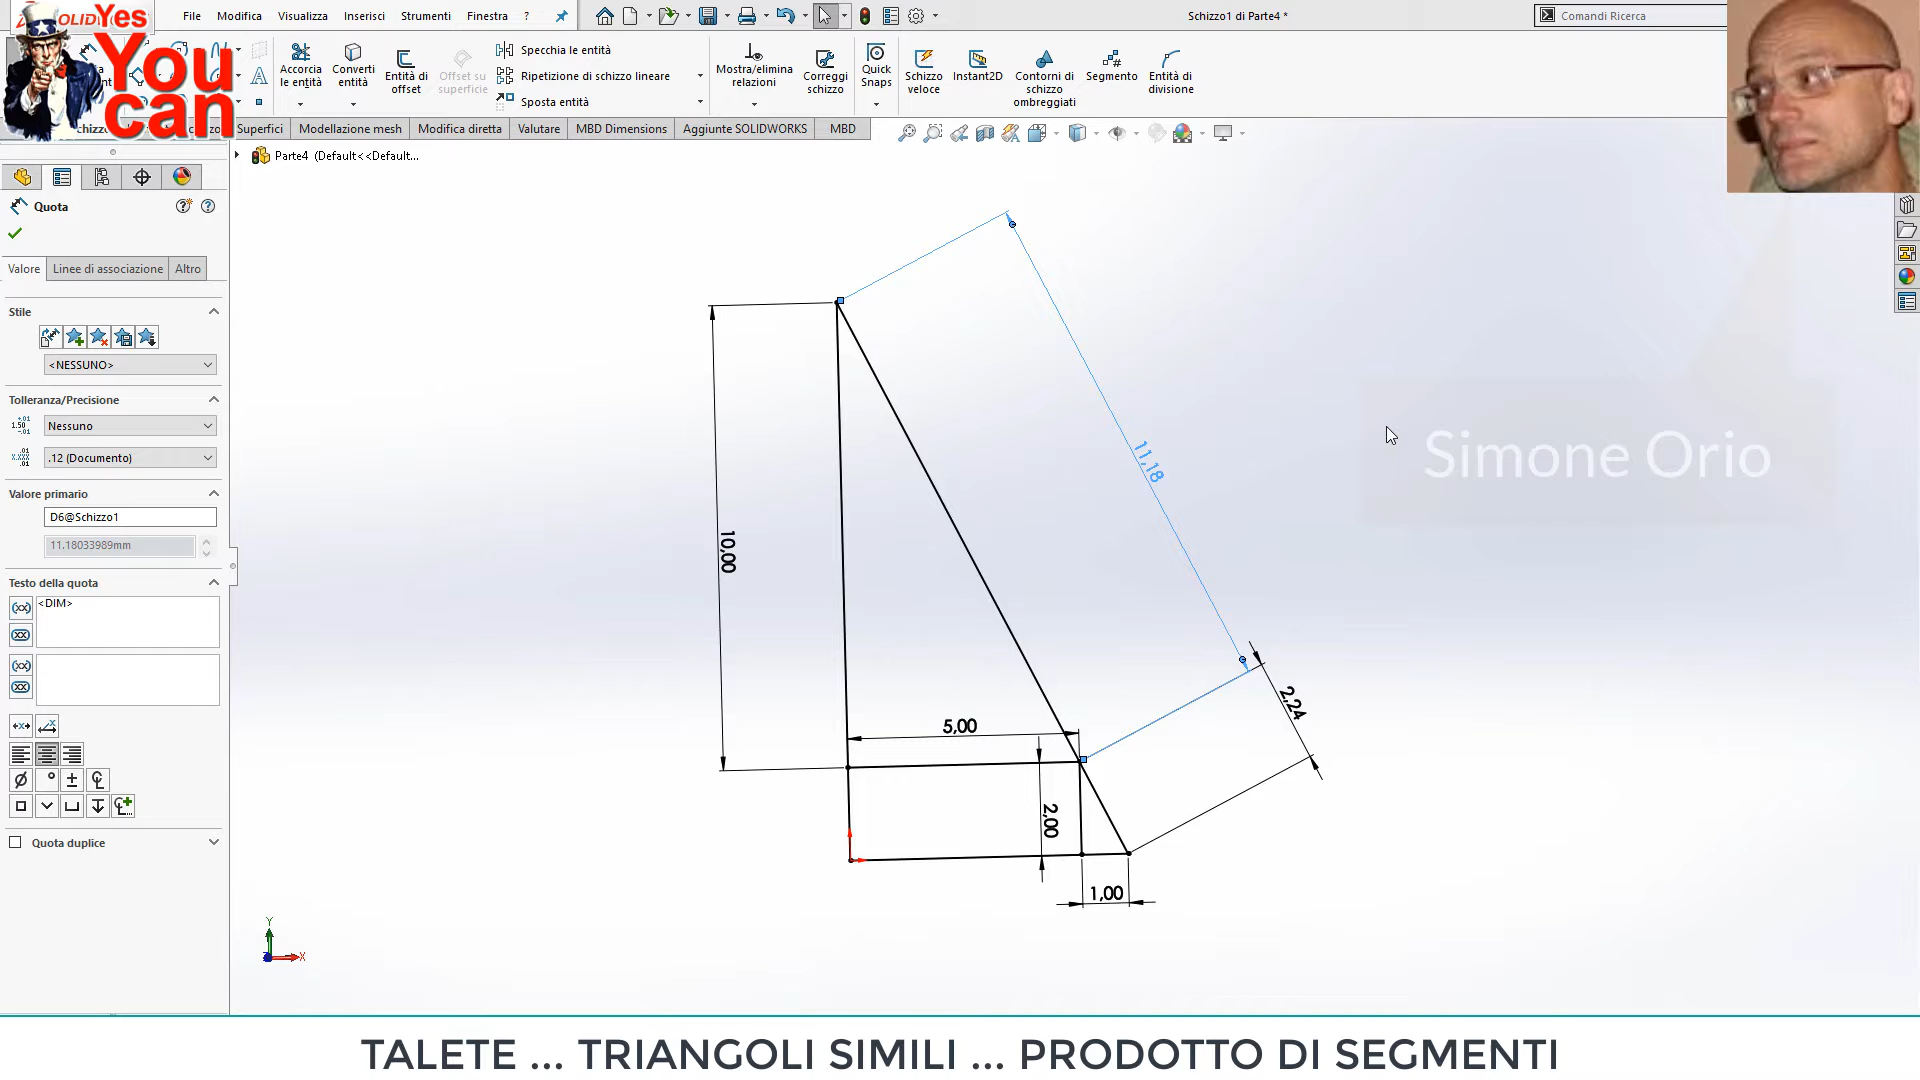 Yes
You
can
File Modifica Visualizza Inserisci Strumenti Finestra ?
Schizzo1 di Parte4 *
Comandi Ricerca
Accorcia le entità
Converti entità
Entità di offset
Offset su superficie
Specchia le entità
Ripetizione di schizzo lineare
Sposta entità
Mostra/elimina relazioni
Correggi schizzo
Quick Snaps
Schizzo veloce
Instant2D
Contorni di schizzo ombreggiati
Segmento
Entità di divisione
Superfici Modellazione mesh Modifica diretta Valutare MBD Dimensions Aggiunte SOLIDWORKS MBD
Parte4 (Default<<Default...
Quota
Valore Linee di associazione Altro
Stile
<NESSUNO>
Tolleranza/Precisione
Nessuno
.12 (Documento)
Valore primario
D6@Schizzo1
11.18033989mm
Testo della quota
<DIM>
Quota duplice
11,18
10,00
5,00
2,24
2,00
1,00
Y
X
Simone Orio
TALETE ... TRIANGOLI SIMILI ... PRODOTTO DI SEGMENTI